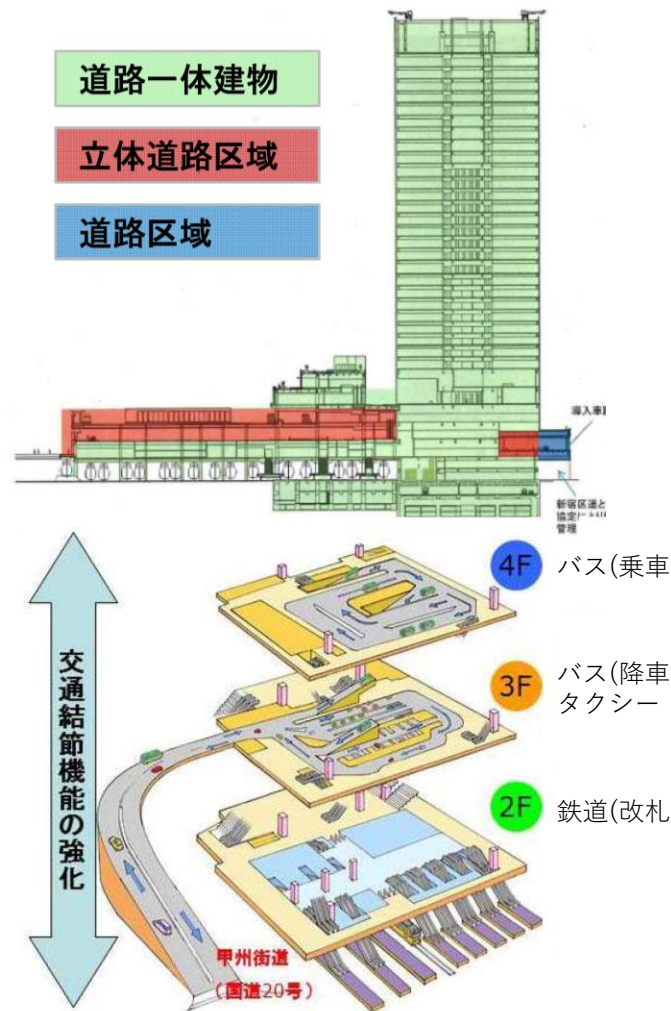 道路一体建物
立体道路区域
道路区域
導入車
新宿区道と
管理
4F バス(乗車
3F バス(降車
タクシー
2F 鉄道(改札
交通結節機能の強化
甲州街道
(国道20号)